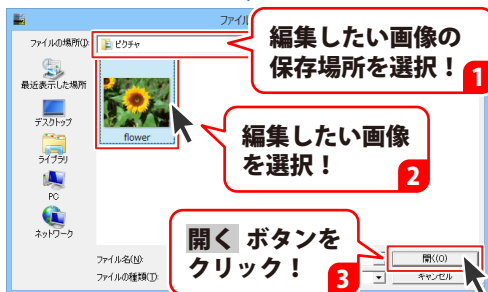 ファイル
ファイルの場所(I):
ピクチャ
編集したい画像の
保存場所を選択！
1
最近表示した場所
デスクトップ
ライブラリ
PC
ネットワーク
flower
編集したい画像
を選択！
2
開く ボタンを
クリック！
3
ファイル名(N):
ファイルの種類(T):
開く(O)
キャンセル